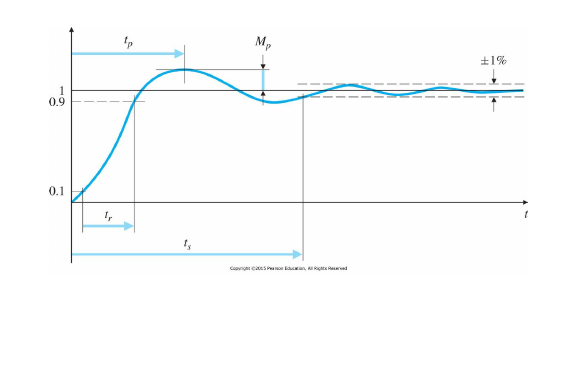 t_p
M_p
±1%
1
0.9
0.1
t
t_r
t_s
Copyright ©2015 Pearson Education, All Rights Reserved